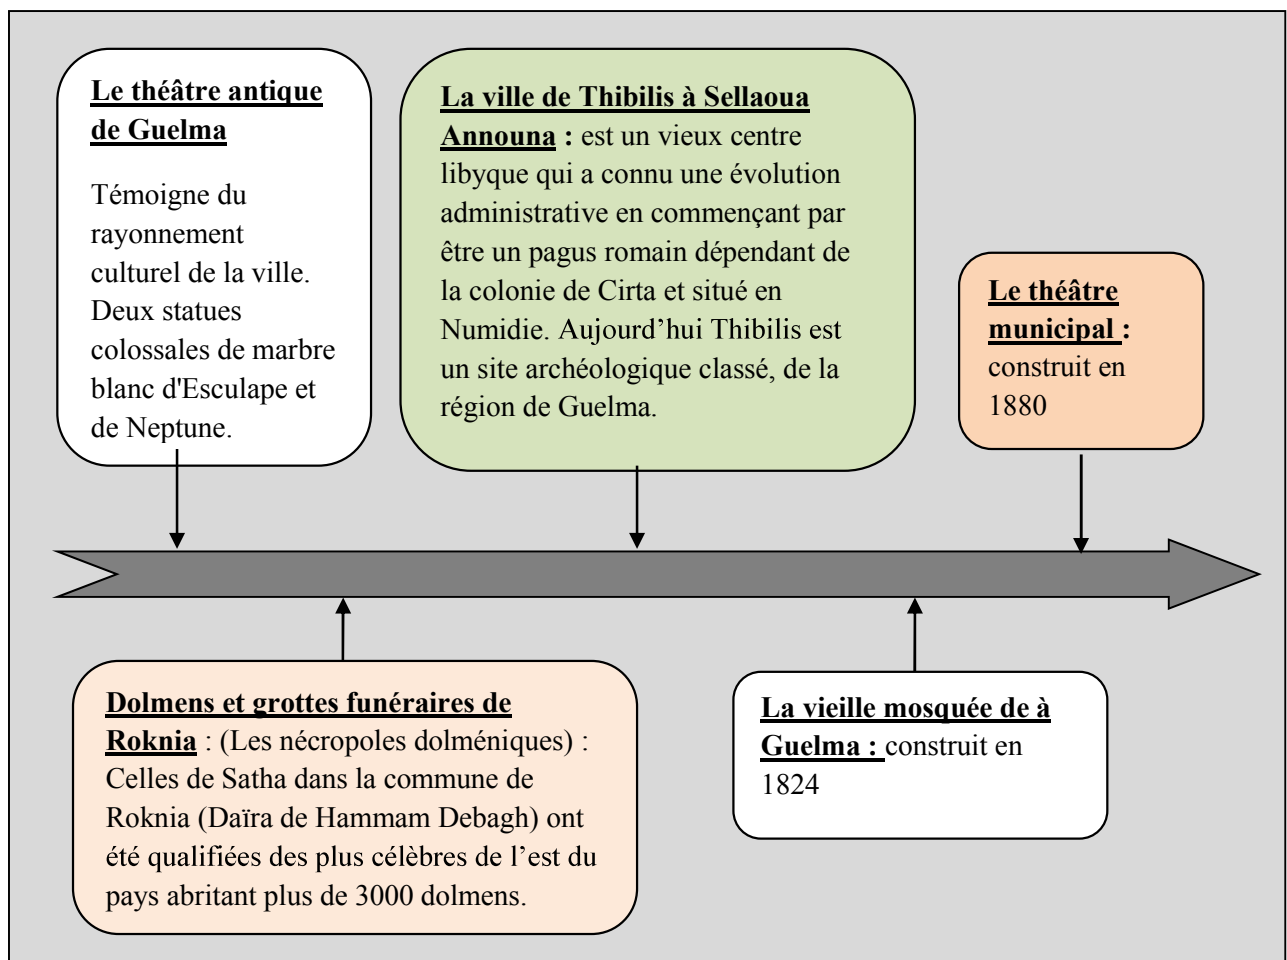 Le théâtre antique
de Guelma
Témoigne du
rayonnement
culturel de la ville.
Deux statues
colossales de marbre
blanc d'Esculape et
de Neptune.
La ville de Thibilis à Sellaoua
Announa : est un vieux centre
libyque qui a connu une évolution
administrative en commençant par
être un pagus romain dépendant de
la colonie de Cirta et situé en
Numidie. Aujourd’hui Thibilis est
un site archéologique classé, de la
région de Guelma.
Le théâtre
municipal :
construit en
1880
Dolmens et grottes funéraires de
Roknia : (Les nécropoles dolméniques) :
Celles de Satha dans la commune de
Roknia (Daïra de Hammam Debagh) ont
été qualifiées des plus célèbres de l’est du
pays abritant plus de 3000 dolmens.
La vieille mosquée de à
Guelma : construit en
1824